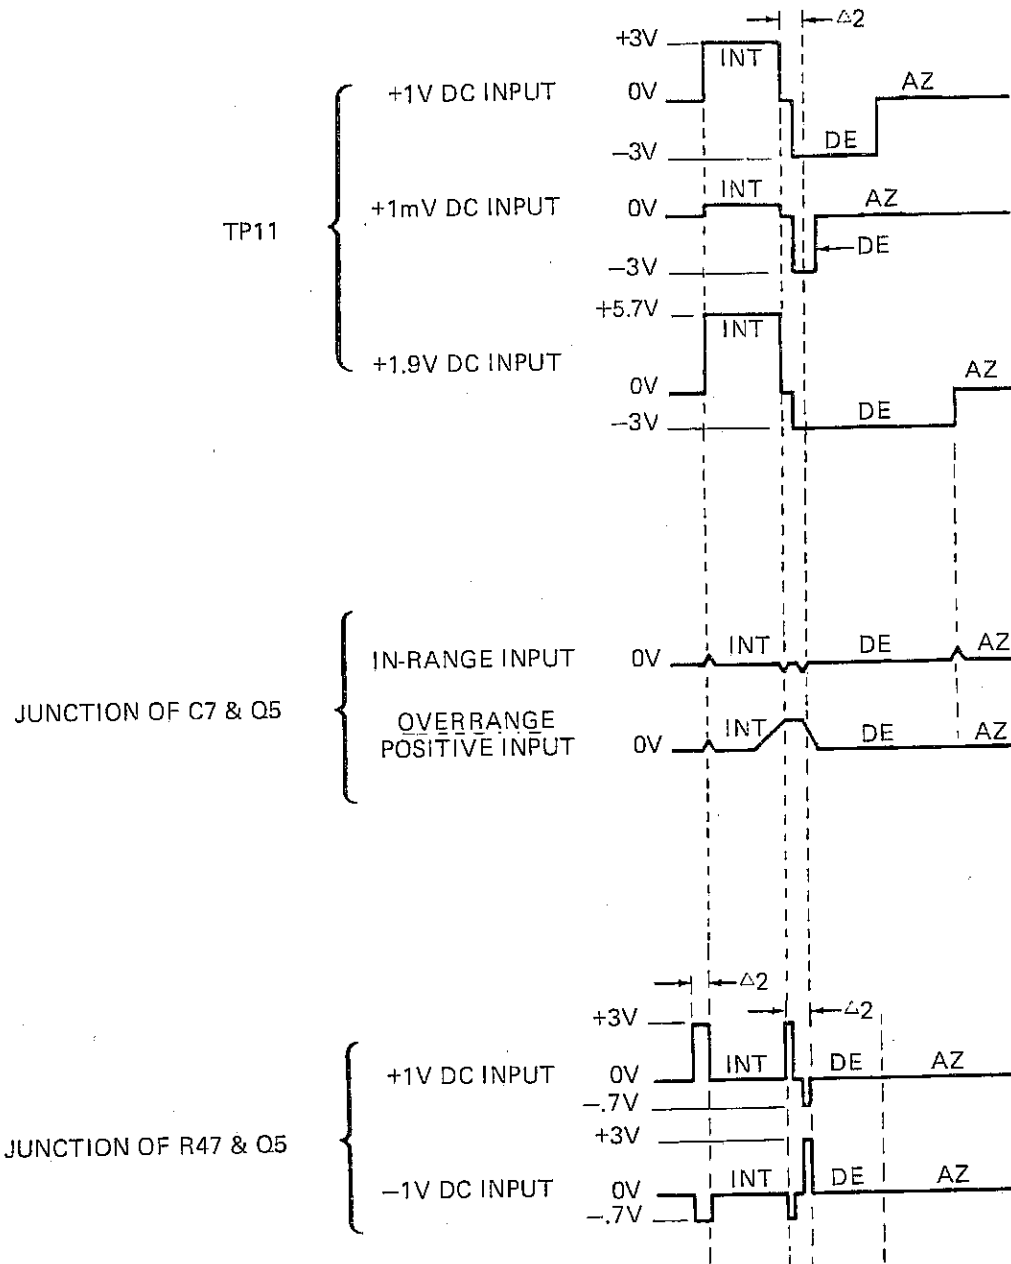 △2
+3V
INT
+1V DC INPUT
0V
AZ
DE
−3V
INT
+1mV DC INPUT
0V
AZ
TP11
DE
−3V
+5.7V
INT
+1.9V DC INPUT
AZ
0V
DE
−3V
IN-RANGE INPUT
0V
INT
DE
AZ
JUNCTION OF C7 & Q5
OVERRANGE
POSITIVE INPUT
0V
INT
DE
AZ
△2
△2
+3V
+1V DC INPUT
0V
INT
DE
AZ
−.7V
+3V
JUNCTION OF R47 & Q5
−1V DC INPUT
0V
INT
DE
AZ
−.7V